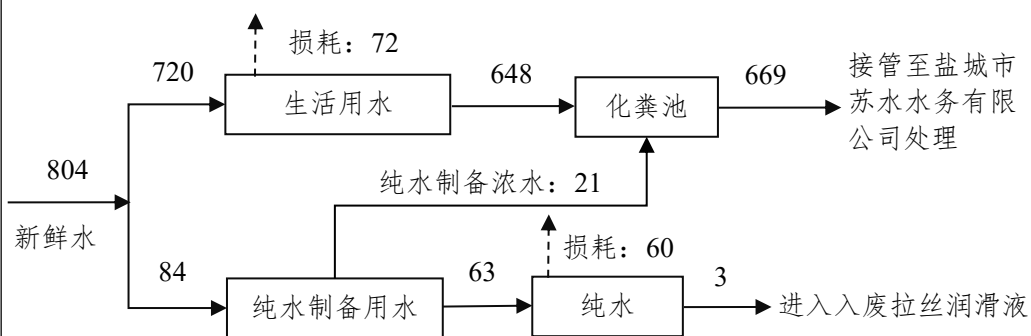 损耗：72
720
648
669
接管至盐城市
苏水水务有限
公司处理
生活用水
化粪池
804
纯水制备浓水：21
新鲜水
损耗：60
84
63
3
纯水制备用水
纯水
进入入废拉丝润滑液